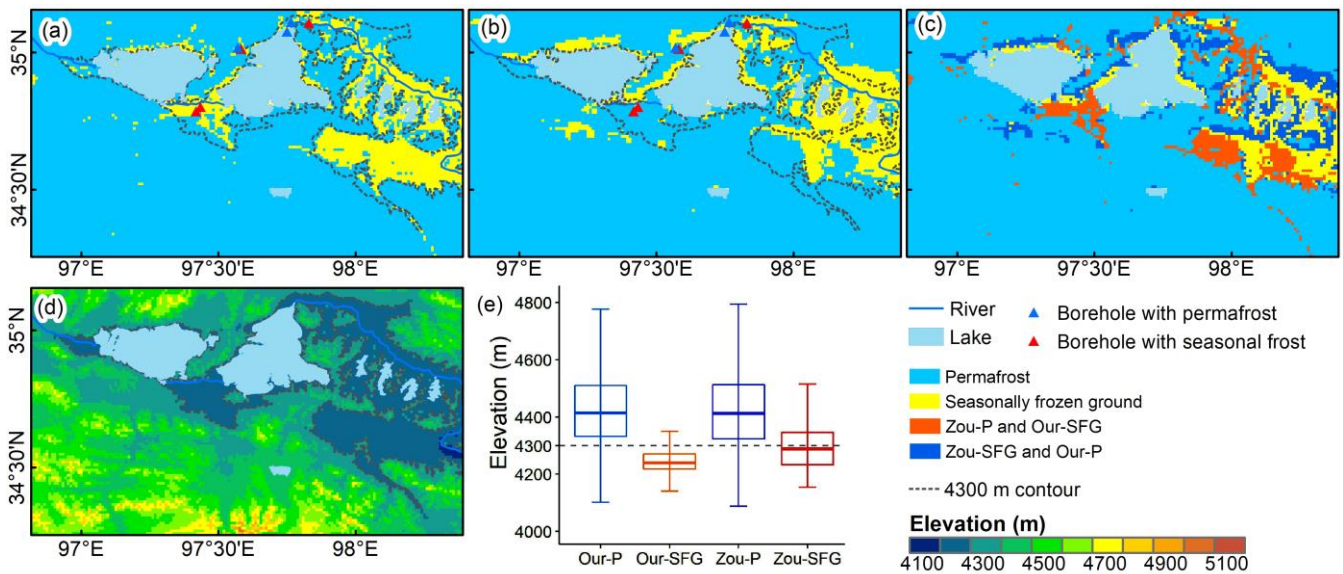 (a)
(b)
(c)
35°N
34°30'N
97°E
97°30'E
98°E
97°E
97°30'E
98°E
97°E
97°30'E
98°E
(d)
35°N
34°30'N
97°E
97°30'E
98°E
(e)
Elevation (m)
4800
4600
4400
4300
4200
4000
Our-P
Our-SFG
Zou-P
Zou-SFG
River
Lake
Borehole with permafrost
Borehole with seasonal frost
Permafrost
Seasonally frozen ground
Zou-P and Our-SFG
Zou-SFG and Our-P
4300 m contour
Elevation (m)
4100 4300 4500 4700 4900 5100